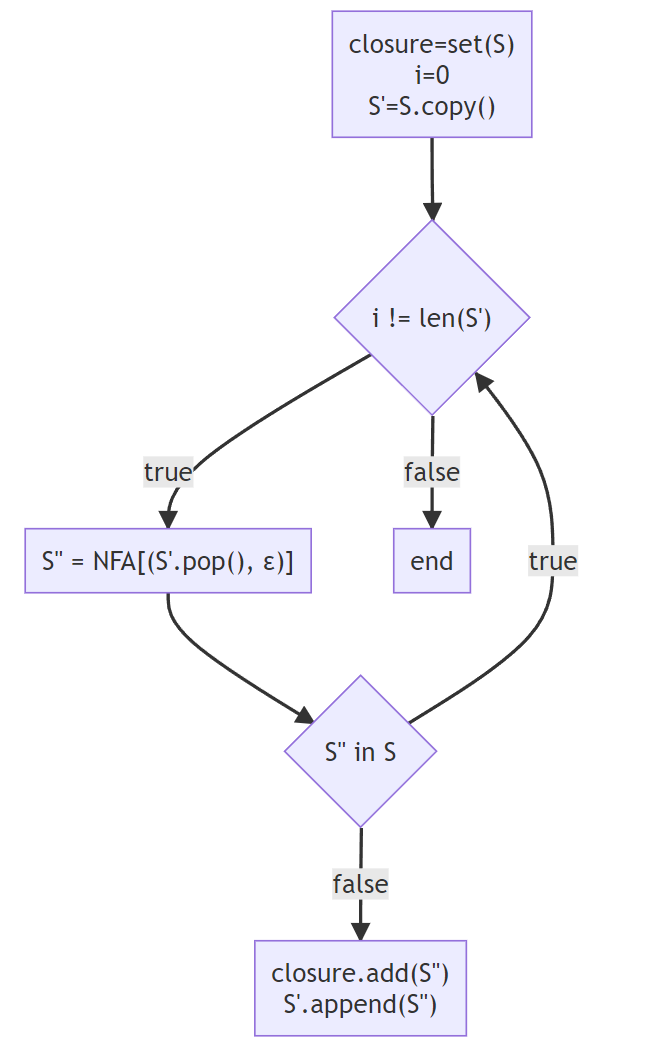 closure=set(S)
i=0
S'=S.copy()
i != len(S')
true
false
S" = NFA[(S'.pop(), ε)]
end
true
S" in S
false
closure.add(S")
S'.append(S")